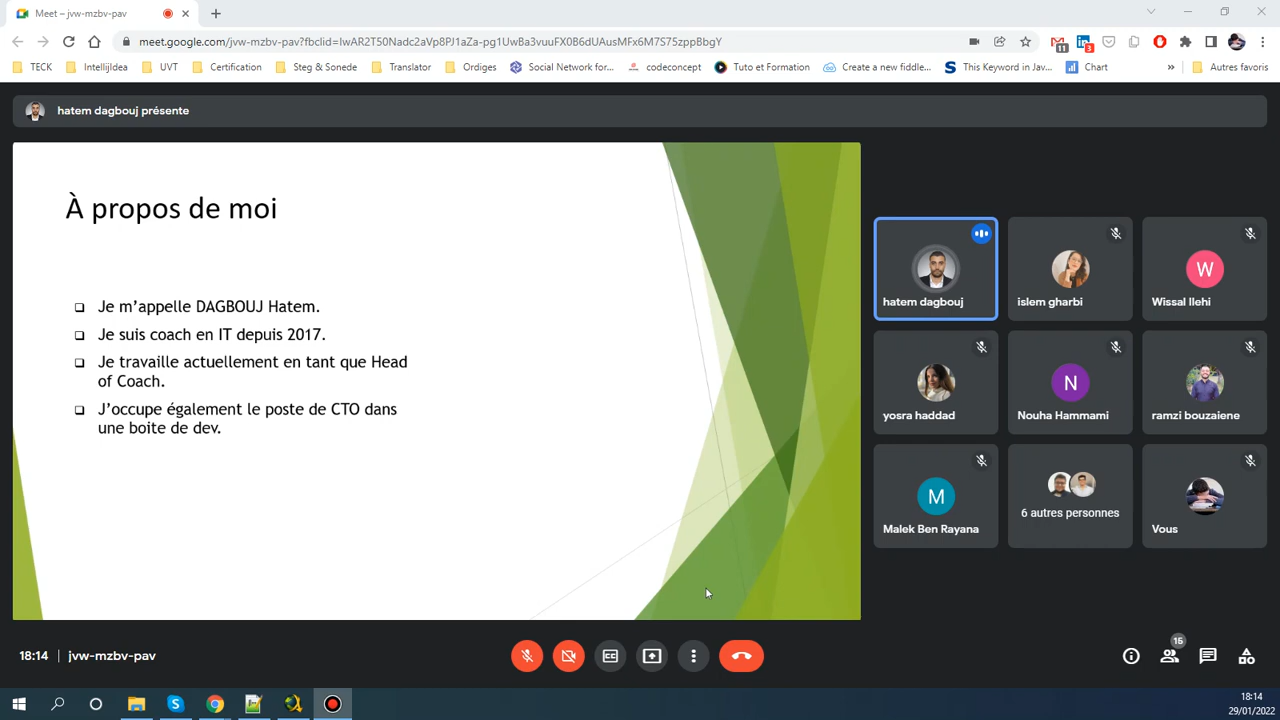 Meet – jvw-mzbv-pav
meet.google.com/jvw-mzbv-pav?fbclid=IwAR2T50Nadc2aVp8PJ1aZa-pg1UwBa3vuuFX0B6dUAusMFx6M7S75zppBgY
11
3
TECK
IntellijIdea
UVT
Certification
Steg & Sonede
Translator
Ordiges
Social Network for...
codeconcept
Tuto et Formation
Create a new fiddle...
This Keyword in Jav...
Chart
»
Autres favoris
hatem dagbouj présente
À propos de moi
Je m’appelle DAGBOUJ Hatem.
Je suis coach en IT depuis 2017.
Je travaille actuellement en tant que Head
of Coach.
J’occupe également le poste de CTO dans
une boite de dev.
hatem dagbouj
islem gharbi
W
Wissal Ilehi
yosra haddad
N
Nouha Hammami
ramzi bouzaiene
M
Malek Ben Rayana
6 autres personnes
Vous
18:14
jvw-mzbv-pav
15
18:14
29/01/2022